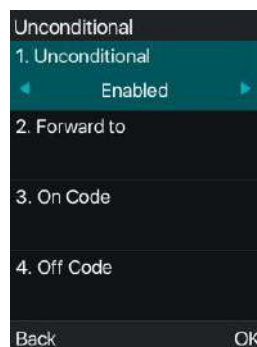 Unconditional
1. Unconditional
Enabled
2. Forward to
3. On Code
4. Off Code
Back OK